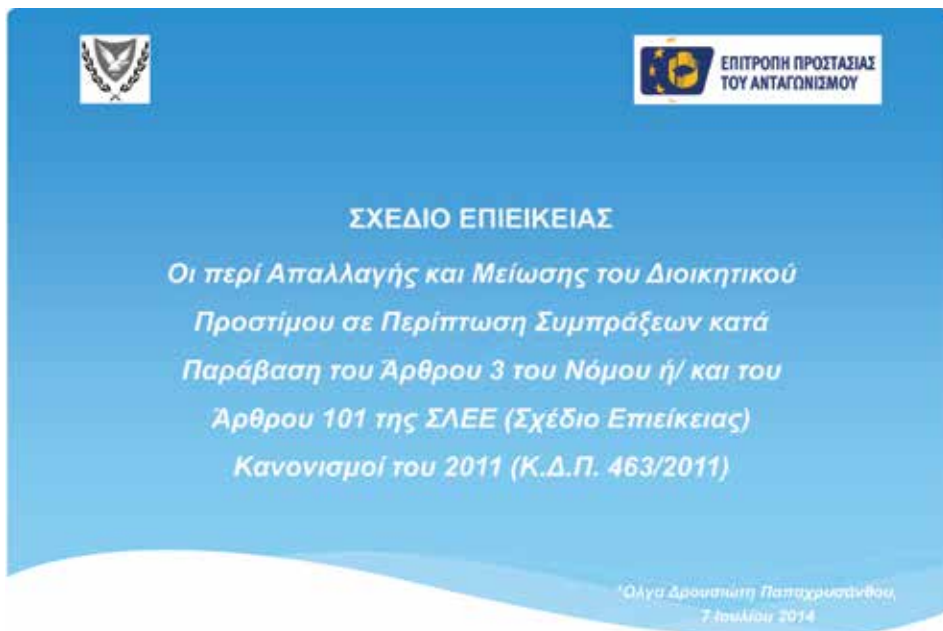 ΕΠΙΤΡΟΠΗ ΠΡΟΣΤΑΣΙΑΣ
ΤΟΥ ΑΝΤΑΓΩΝΙΣΜΟΥ
ΣΧΕΔΙΟ ΕΠΙΕΙΚΕΙΑΣ
Οι περί Απαλλαγής και Μείωσης του Διοικητικού
Προστίμου σε Περίπτωση Συμπράξεων κατά
Παράβαση του Άρθρου 3 του Νόμου ή/ και του
Άρθρου 101 της ΣΛΕΕ (Σχέδιο Επιείκειας)
Κανονισμοί του 2011 (Κ.Δ.Π. 463/2011)
Όλγα Δρουσιώτη Παπαχρυσάνθου,
7 Ιουλίου 2014